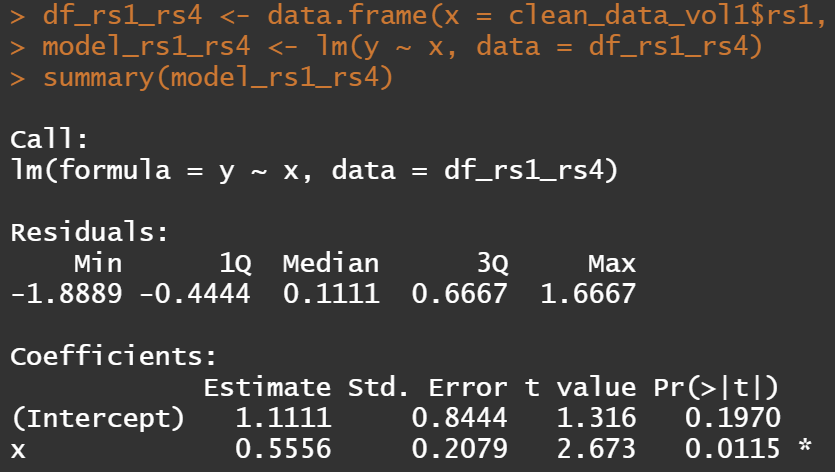 > df_rs1_rs4 <- data.frame(x = clean_data_vol1$rs1,
> model_rs1_rs4 <- lm(y ~ x, data = df_rs1_rs4)
> summary(model_rs1_rs4)
Call:
lm(formula = y ~ x, data = df_rs1_rs4)
Residuals:
    Min      1Q  Median      3Q     Max
-1.8889 -0.4444  0.1111  0.6667  1.6667
Coefficients:
            Estimate Std. Error t value Pr(>|t|)
(Intercept)   1.1111     0.8444   1.316   0.1970
x             0.5556     0.2079   2.673   0.0115 *